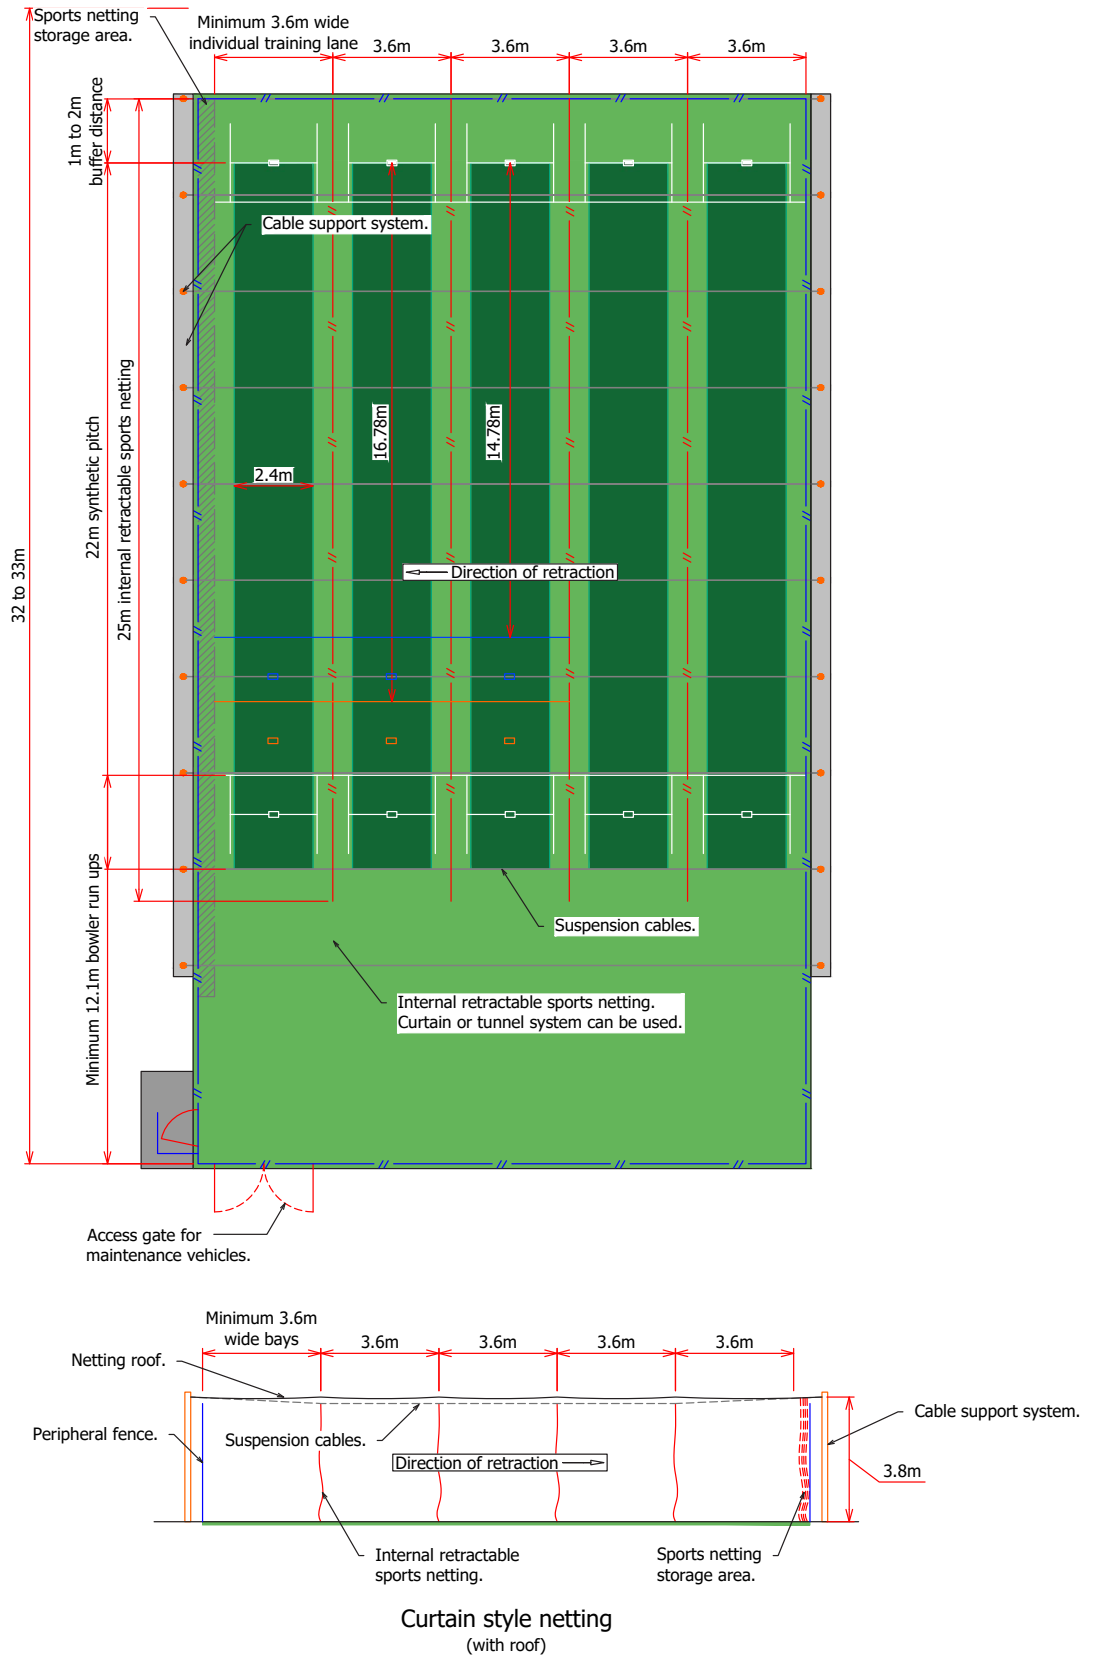 Sports netting
storage area.
Minimum 3.6m wide
individual training lane
3.6m
3.6m
3.6m
3.6m
1m to 2m
buffer distance
Cable support system.
22m synthetic pitch
25m internal retractable sports netting
32 to 33m
16.78m
14.78m
2.4m
Direction of retraction
Minimum 12.1m bowler run ups
Suspension cables.
Internal retractable sports netting.
Curtain or tunnel system can be used.
Access gate for
maintenance vehicles.
Minimum 3.6m
wide bays
3.6m
3.6m
3.6m
3.6m
Netting roof.
Peripheral fence.
Suspension cables.
Direction of retraction
Cable support system.
3.8m
Internal retractable
sports netting.
Sports netting
storage area.
Curtain style netting
(with roof)